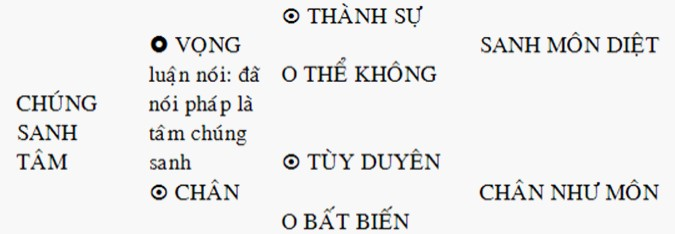 ⊙ THÀNH SỰ
✪ VỌNG
SANH MÔN DIỆT
luận nói: đã
O THỂ KHÔNG
CHÚNG
nói pháp là
SANH
tâm chúng
TÂM
sanh
⊙ TÙY DUYÊN
⊙ CHÂN
CHÂN NHƯ MÔN
O BẤT BIẾN